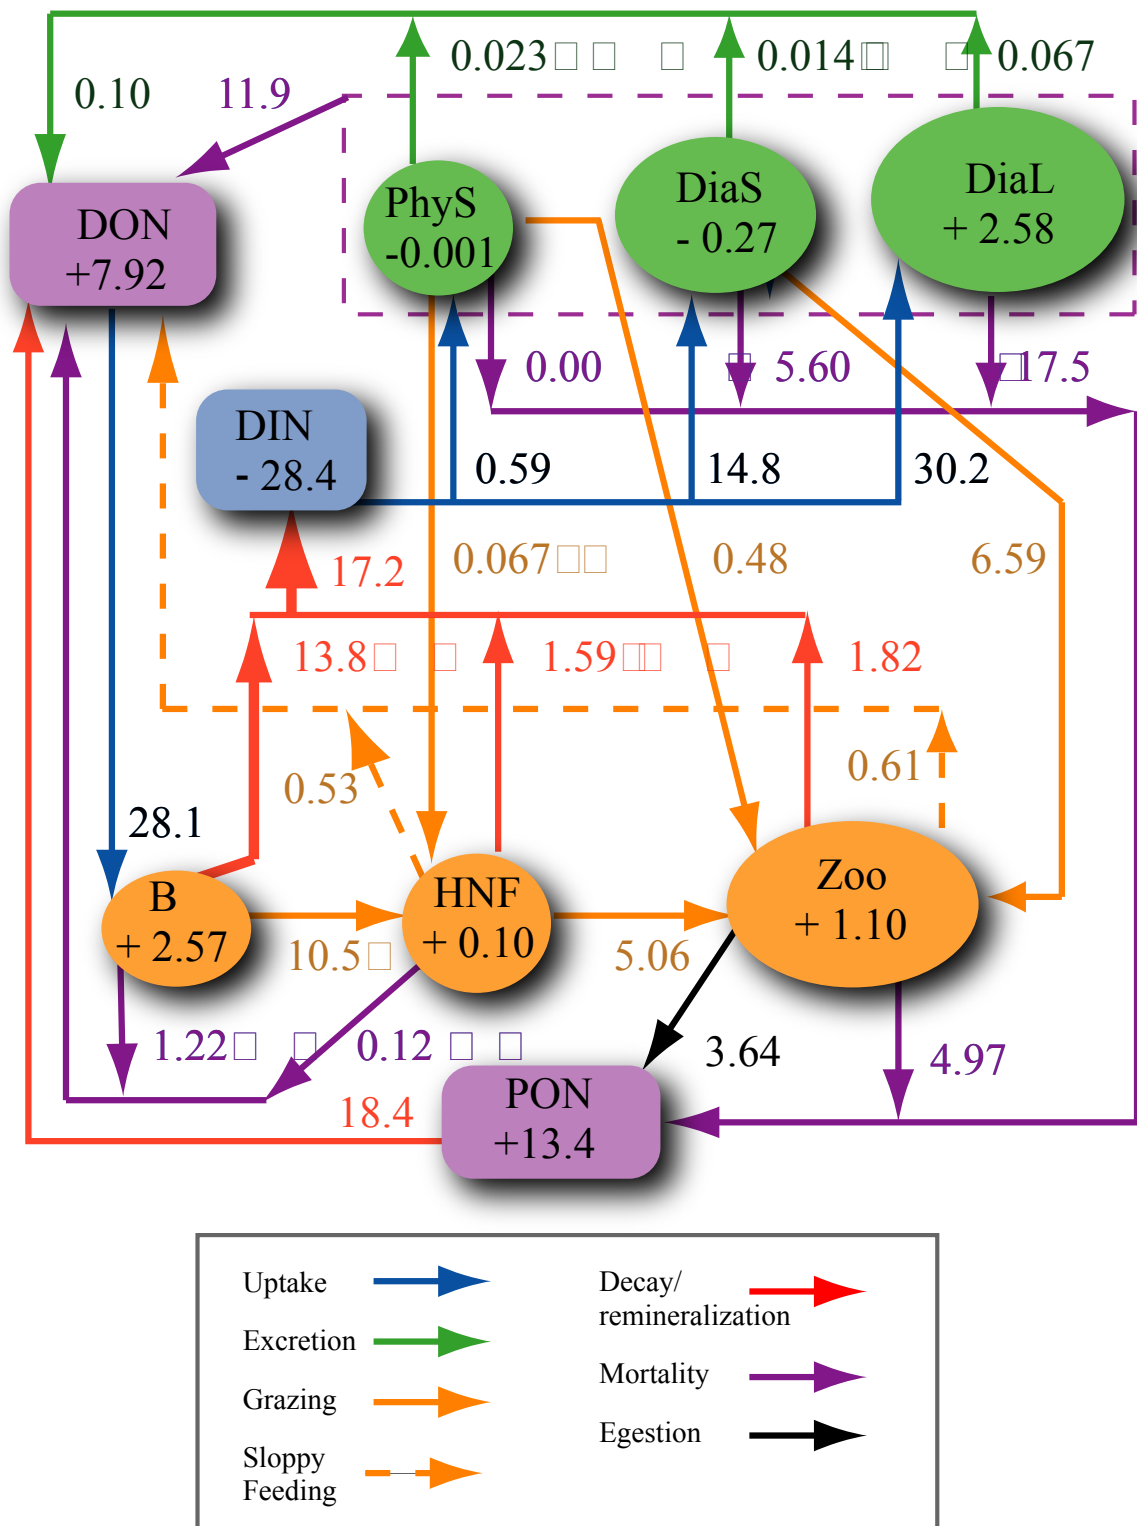 0.023□ □ □
0.014□ □
0.067
0.10
11.9
PhyS
-0.001
DiaS
- 0.27
DiaL
+ 2.58
DON
+7.92
0.00
□ 5.60
□17.5
DIN
- 28.4
0.59
14.8
30.2
17.2
0.067□□
0.48
6.59
13.8□ □
1.59□□ □
1.82
0.53
0.61
28.1
B
+ 2.57
HNF
+ 0.10
Zoo
+ 1.10
10.5□
5.06
1.22□ □
0.12 □ □
3.64
4.97
18.4
PON
+13.4
Uptake
Excretion
Grazing
Sloppy
Feeding
Decay/
remineralization
Mortality
Egestion